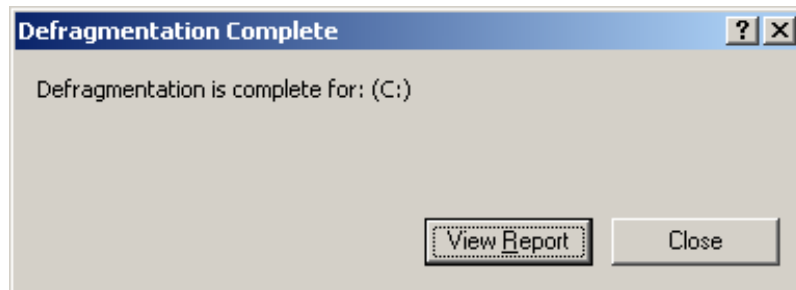 Defragmentation Complete
Defragmentation is complete for: (C:)
View Report
Close